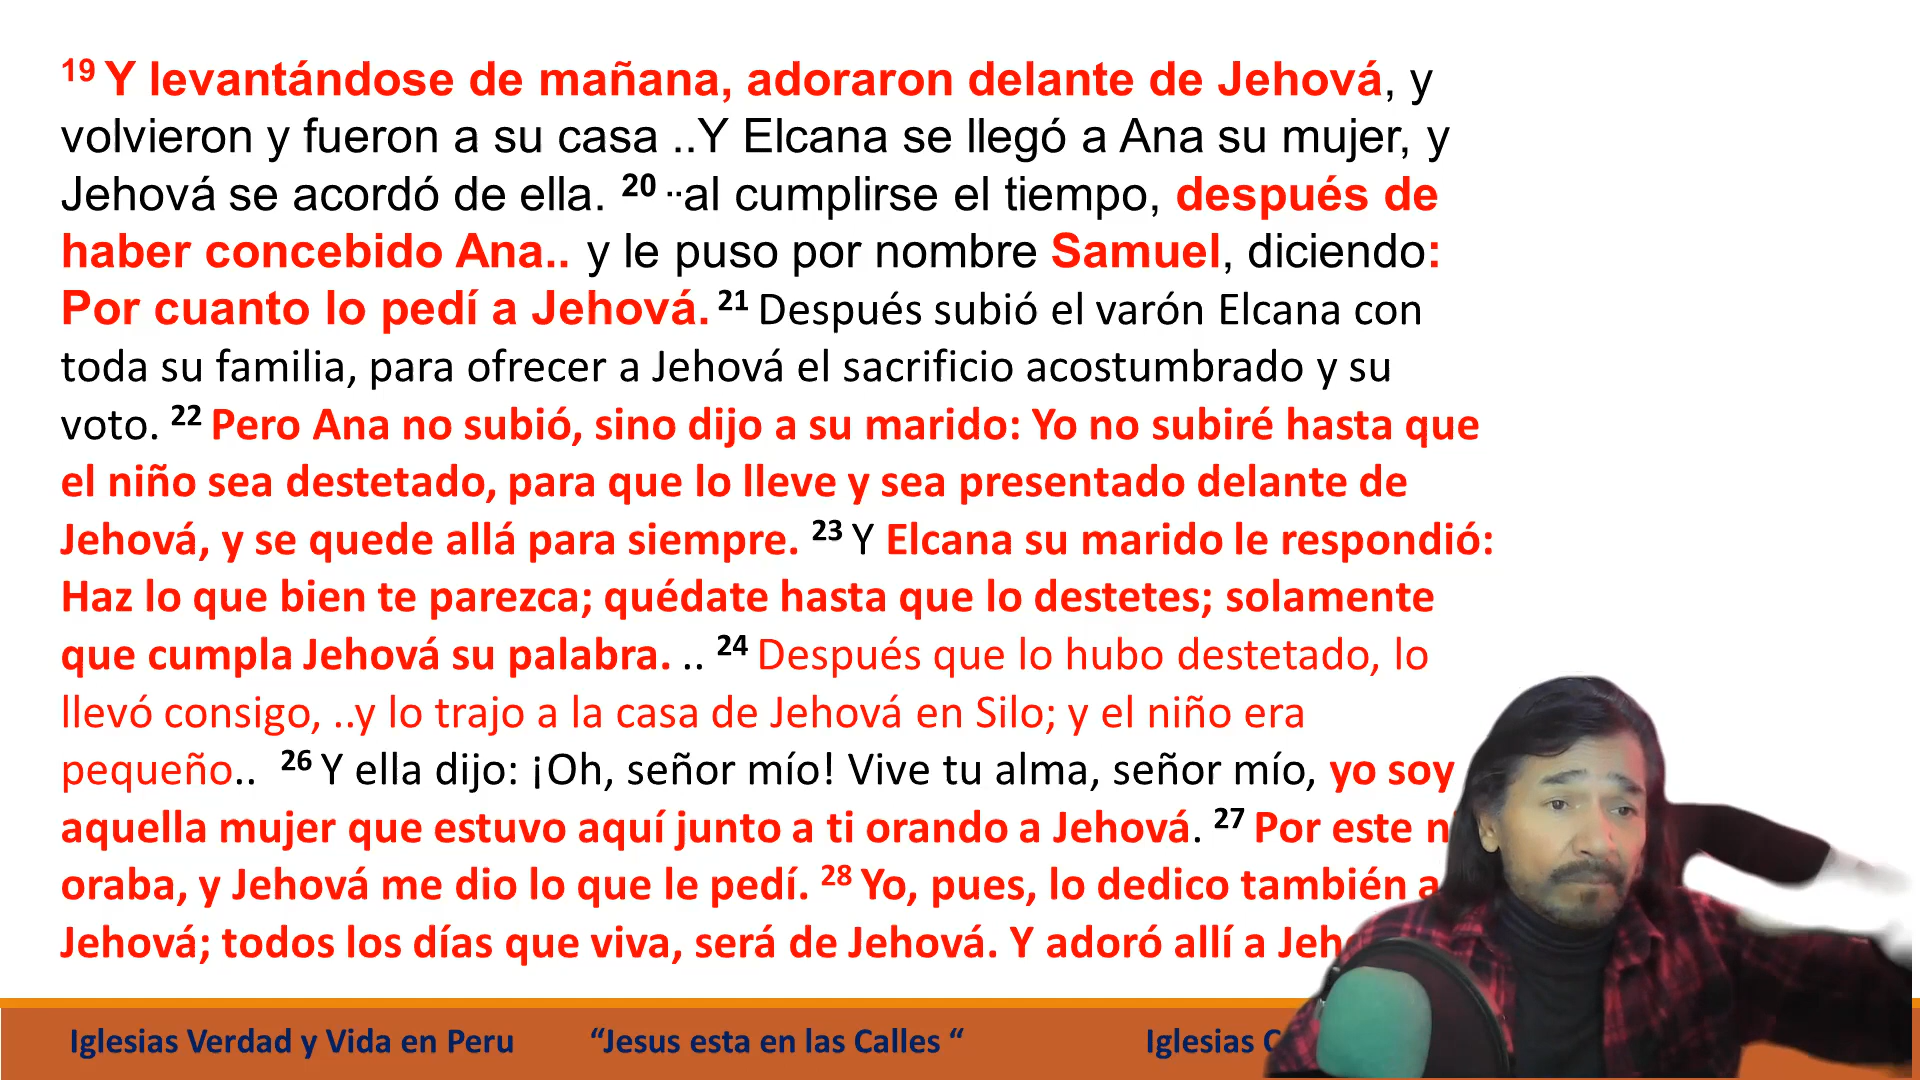 19 Y levantándose de mañana, adoraron delante de Jehová, y
volvieron y fueron a su casa ..Y Elcana se llegó a Ana su mujer, y
Jehová se acordó de ella. 20 ..al cumplirse el tiempo, después de
haber concebido Ana.. y le puso por nombre Samuel, diciendo:
Por cuanto lo pedí a Jehová. 21 Después subió el varón Elcana con
toda su familia, para ofrecer a Jehová el sacrificio acostumbrado y su
voto. 22 Pero Ana no subió, sino dijo a su marido: Yo no subiré hasta que
el niño sea destetado, para que lo lleve y sea presentado delante de
Jehová, y se quede allá para siempre. 23 Y Elcana su marido le respondió:
Haz lo que bien te parezca; quédate hasta que lo destetes; solamente
que cumpla Jehová su palabra. .. 24 Después que lo hubo destetado, lo
llevó consigo, ..y lo trajo a la casa de Jehová en Silo; y el niño era
pequeño.. 26 Y ella dijo: ¡Oh, señor mío! Vive tu alma, señor mío, yo soy
aquella mujer que estuvo aquí junto a ti orando a Jehová. 27 Por este
oraba, y Jehová me dio lo que le pedí. 28 Yo, pues, lo dedico también a
Jehová; todos los días que viva, será de Jehová. Y adoró allí a
Iglesias Verdad y Vida en Peru “Jesus esta en las Calles “ Iglesias